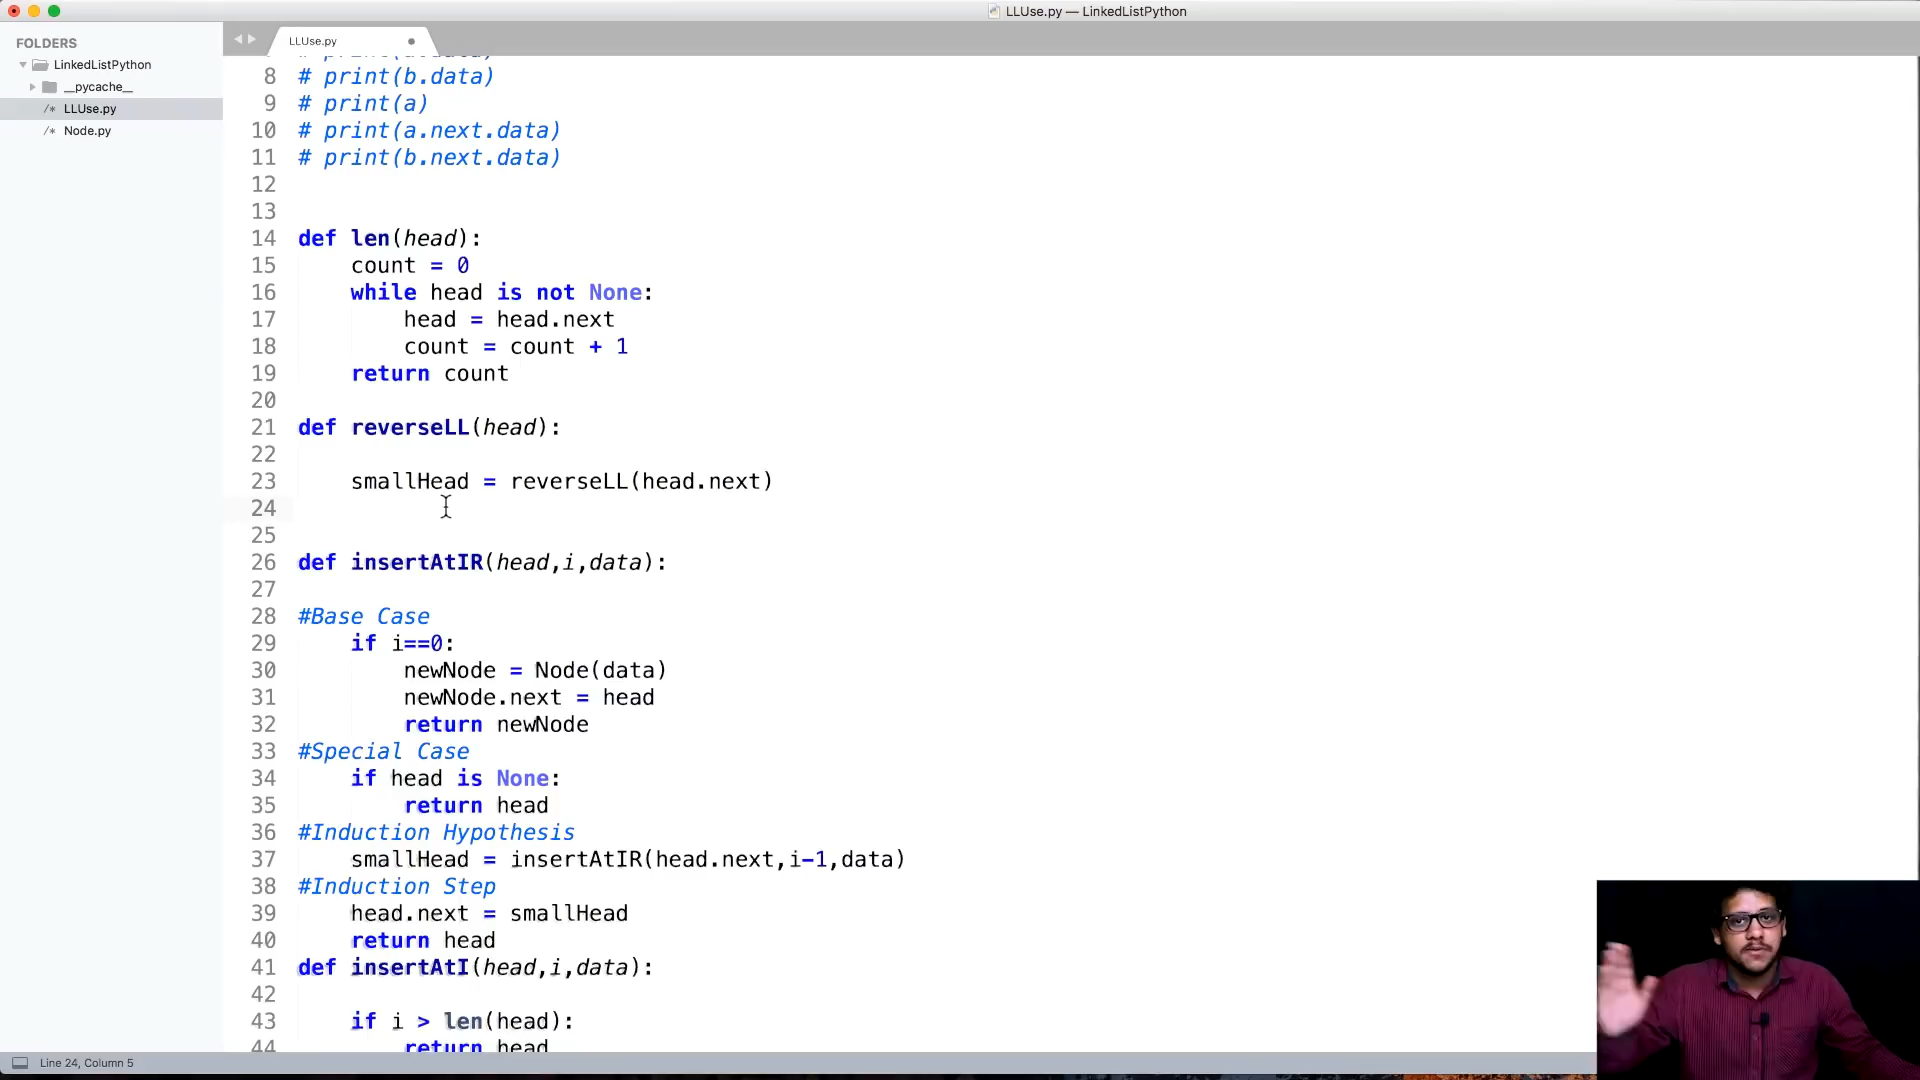 LLUse.py — LinkedListPython
FOLDERS
LinkedListPython
__pycache__
/* LLUse.py
/* Node.py
LLUse.py
8 # print(b.data)
9 # print(a)
10 # print(a.next.data)
11 # print(b.next.data)
12
13
14 def len(head):
15 count = 0
16 while head is not None:
17 head = head.next
18 count = count + 1
19 return count
20
21 def reverseLL(head):
22
23 smallHead = reverseLL(head.next)
24
25
26 def insertAtIR(head,i,data):
27
28 #Base Case
29 if i==0:
30 newNode = Node(data)
31 newNode.next = head
32 return newNode
33 #Special Case
34 if head is None:
35 return head
36 #Induction Hypothesis
37 smallHead = insertAtIR(head.next,i-1,data)
38 #Induction Step
39 head.next = smallHead
40 return head
41 def insertAtI(head,i,data):
42
43 if i > len(head):
44 return head
Line 24, Column 5